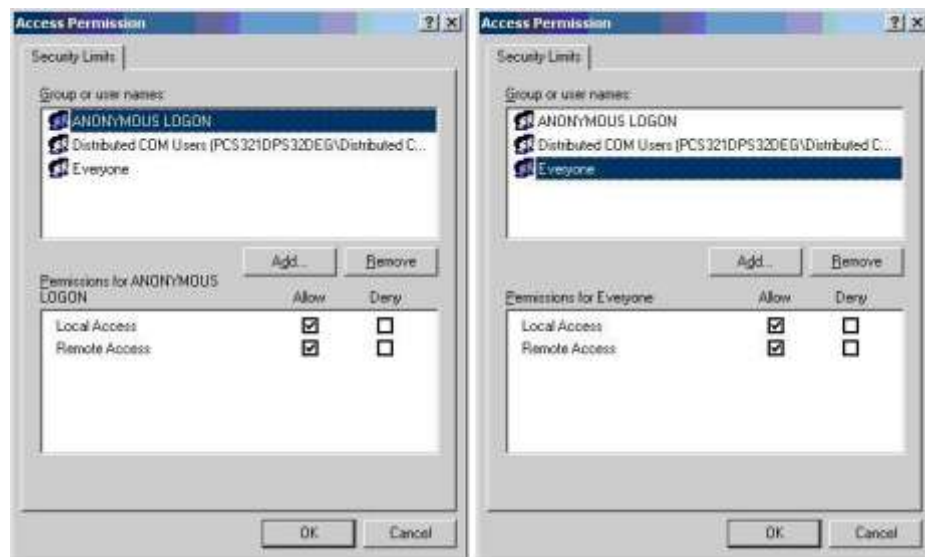 Access Permission
Security Limits
Group or user names:
ANONYMOUS LOGON
Distributed COM Users (PCS321DPS32DEG\Distributed C...
Everyone
Add... Remove
Permissions for ANONYMOUS
LOGON Allow Deny
Local Access
Remote Access
OK Cancel
Access Permission
Security Limits
Group or user names:
ANONYMOUS LOGON
Distributed COM Users (PCS321DPS32DEG\Distributed C...
Everyone
Add... Remove
Permissions for Everyone Allow Deny
Local Access
Remote Access
OK Cancel